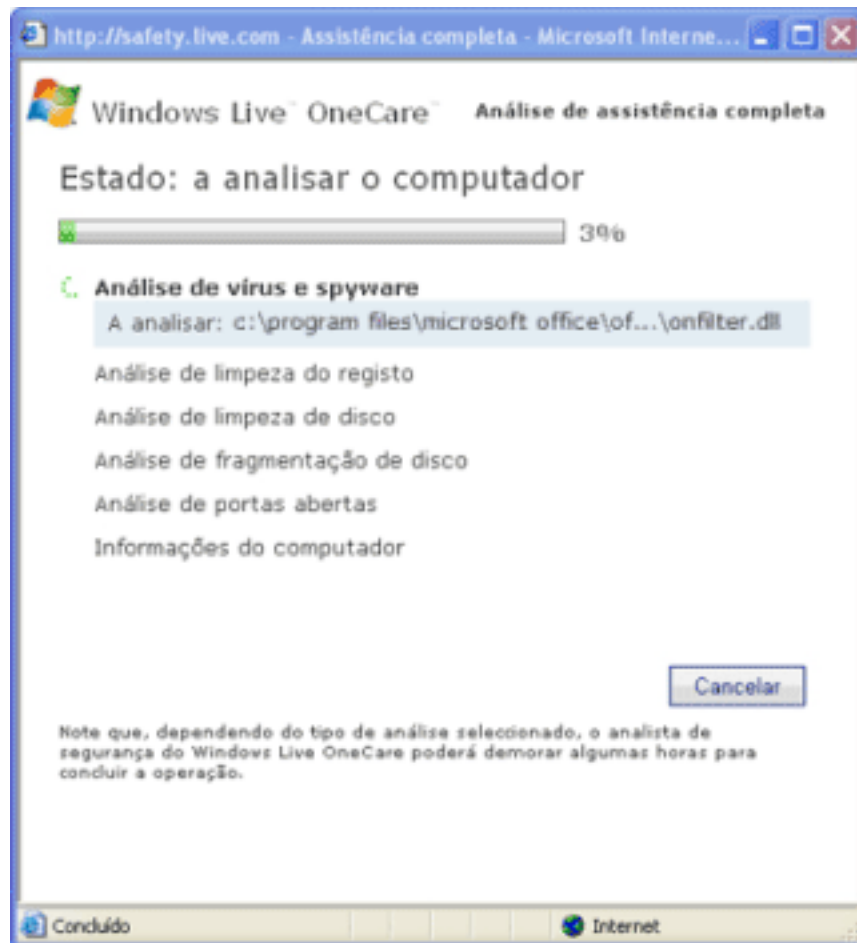 http://safety.live.com - Assistência completa - Microsoft Interne...
Windows Live™ OneCare™ Análise de assistência completa
Estado: a analisar o computador
3%
Análise de vírus e spyware
A analisar: c:\program files\microsoft office\of...\onfilter.dll
Análise de limpeza do registo
Análise de limpeza de disco
Análise de fragmentação de disco
Análise de portas abertas
Informações do computador
Cancelar
Note que, dependendo do tipo de análise seleccionado, o analista de
segurança do Windows Live OneCare poderá demorar algumas horas para
concluir a operação.
Concluído Internet